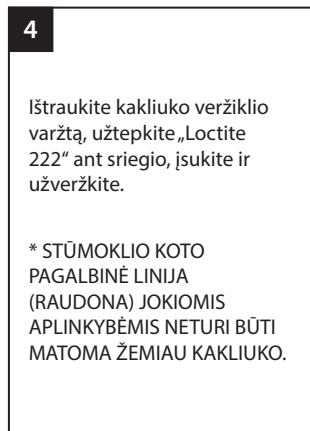 4
Ištraukite kakliuko veržiklio
varžtą, užtepkite „Loctite
222“ ant sriegio, įsukite ir
užveržkite.
* STŪMOKLIO KOTO
PAGALBINĖ LINIJA
(RAUDONA) JOKIOMIS
APLINKYBĖMIS NETURI BŪTI
MATOMA ŽEMIAU KAKLIUKO.